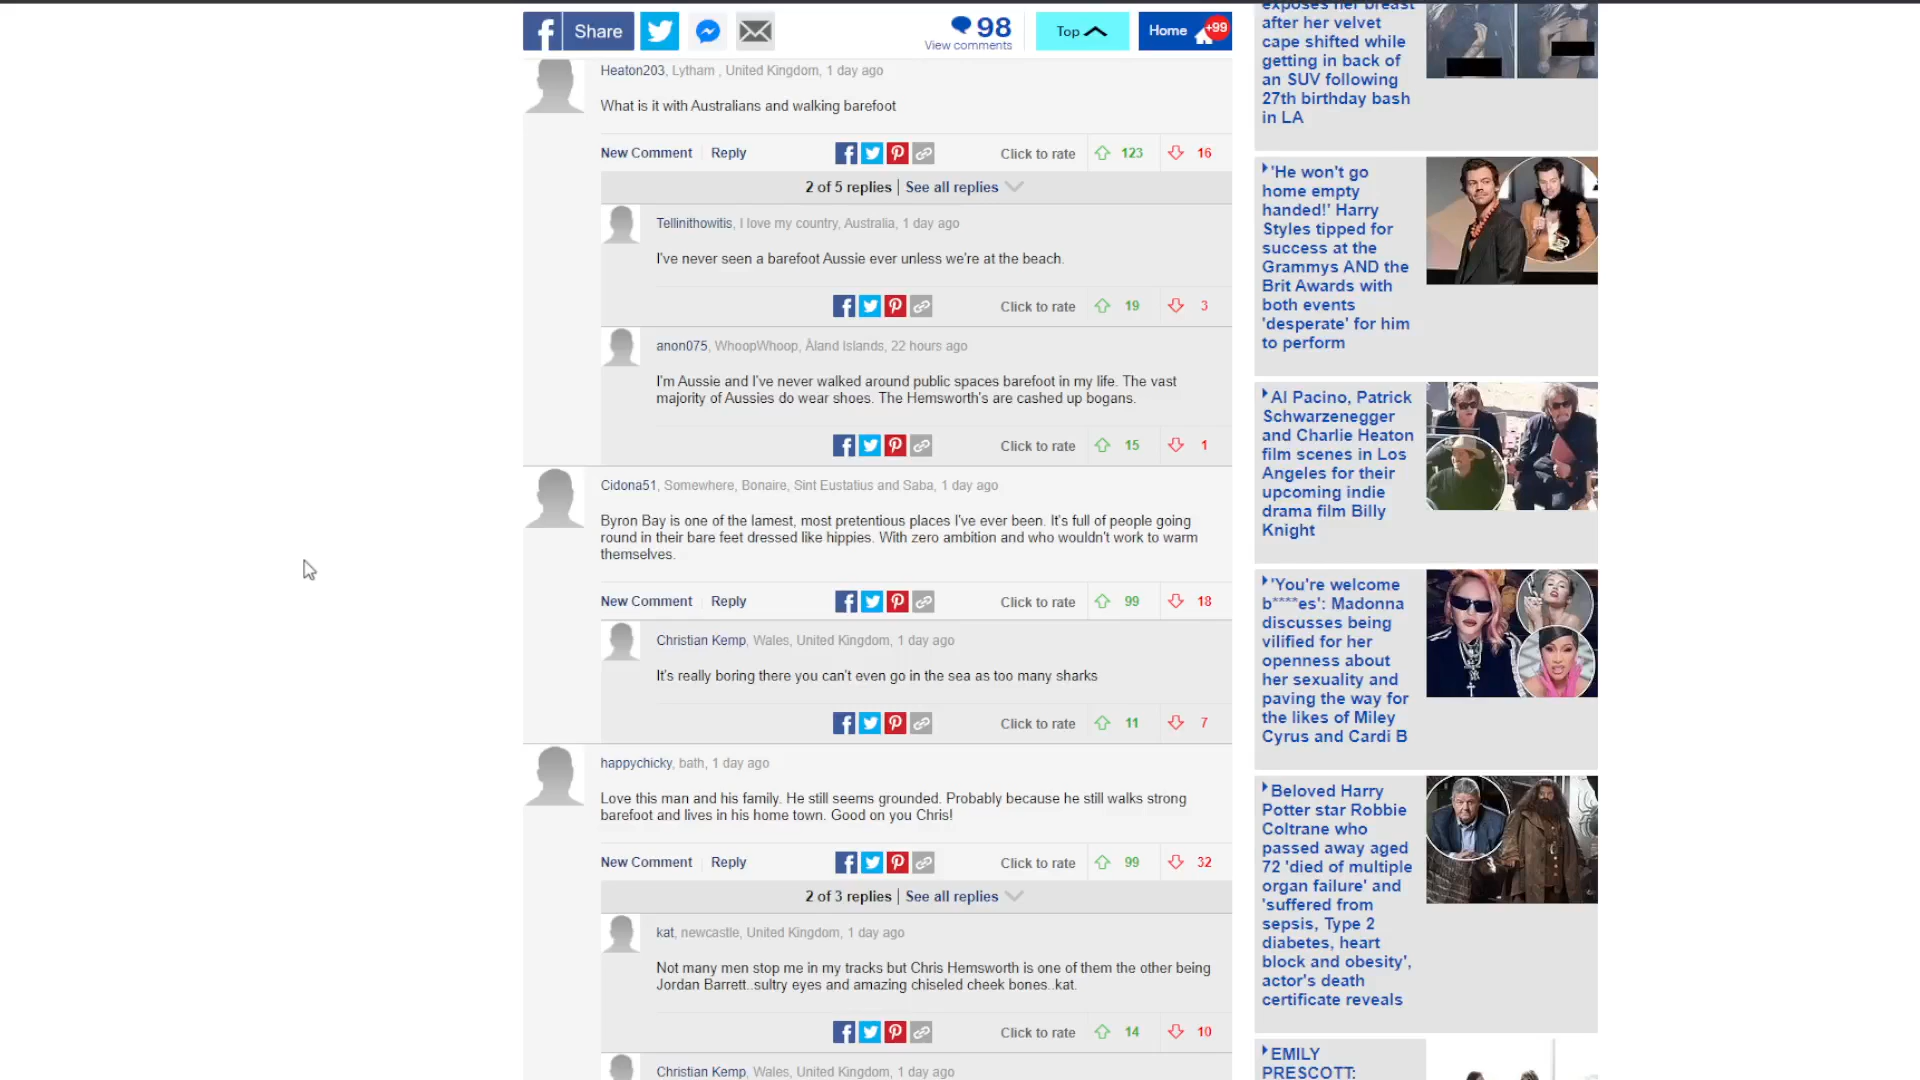 Share
98
View comments
Top
Home
+99
Heaton203, Lytham , United Kingdom, 1 day ago
What is it with Australians and walking barefoot
New Comment Reply
Click to rate 123 16
2 of 5 replies | See all replies
Tellinithowitis, I love my country, Australia, 1 day ago
I've never seen a barefoot Aussie ever unless we're at the beach.
Click to rate 19 3
anon075, WhoopWhoop, Åland Islands, 22 hours ago
I'm Aussie and I've never walked around public spaces barefoot in my life. The vast
majority of Aussies do wear shoes. The Hemsworth's are cashed up bogans.
Click to rate 15 1
Cidona51, Somewhere, Bonaire, Sint Eustatius and Saba, 1 day ago
Byron Bay is one of the lamest, most pretentious places I've ever been. It's full of people going
round in their bare feet dressed like hippies. With zero ambition and who wouldn't work to warm
themselves.
New Comment Reply
Click to rate 99 18
Christian Kemp, Wales, United Kingdom, 1 day ago
It's really boring there you can't even go in the sea as too many sharks
Click to rate 11 7
happychicky, bath, 1 day ago
Love this man and his family. He still seems grounded. Probably because he still walks strong
barefoot and lives in his home town. Good on you Chris!
New Comment Reply
Click to rate 99 32
2 of 3 replies | See all replies
kat, newcastle, United Kingdom, 1 day ago
Not many men stop me in my tracks but Chris Hemsworth is one of them the other being
Jordan Barrett..sultry eyes and amazing chiseled cheek bones..kat.
Click to rate 14 10
Christian Kemp, Wales, United Kingdom, 1 day ago
exposes her breast
after her velvet
cape shifted while
getting in back of
an SUV following
27th birthday bash
in LA
'He won't go
home empty
handed!' Harry
Styles tipped for
success at the
Grammys AND the
Brit Awards with
both events
'desperate' for him
to perform
Al Pacino, Patrick
Schwarzenegger
and Charlie Heaton
film scenes in Los
Angeles for their
upcoming indie
drama film Billy
Knight
'You're welcome
b****es': Madonna
discusses being
vilified for her
openness about
her sexuality and
paving the way for
the likes of Miley
Cyrus and Cardi B
Beloved Harry
Potter star Robbie
Coltrane who
passed away aged
72 'died of multiple
organ failure' and
'suffered from
sepsis, Type 2
diabetes, heart
block and obesity',
actor's death
certificate reveals
EMILY
PRESCOTT: